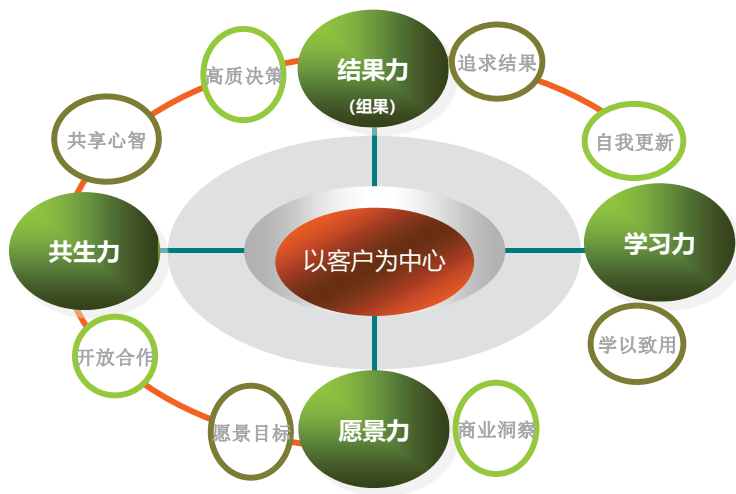 结果力
（组果）
高质决策
追求结果
共享心智
自我更新
共生力
以客户为中心
学习力
开放合作
学以致用
愿景目标
愿景力
商业洞察